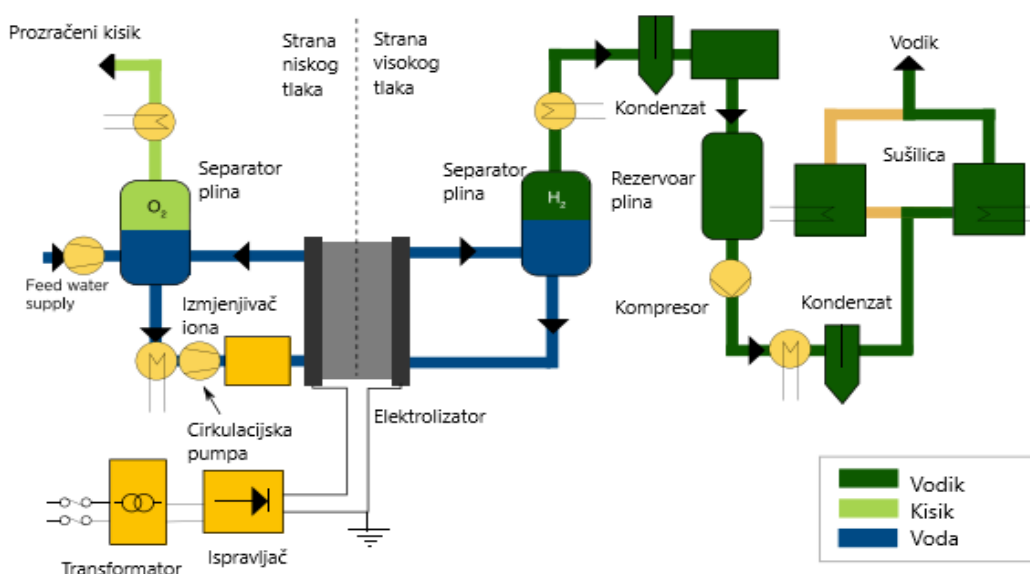 Prozračeni kisik
Strana
niskog
tlaka
Strana
visokog
tlaka
Vodik
Kondenzat
Separator
plina
Separator
plina
Rezervoar
plina
Sušilica
O2
H2
Feed water
supply
Izmjenjivač
iona
Kompresor
Kondenzat
Cirkulacijska
pumpa
Elektrolizator
Transformator
Ispravljač
Vodik
Kisik
Voda